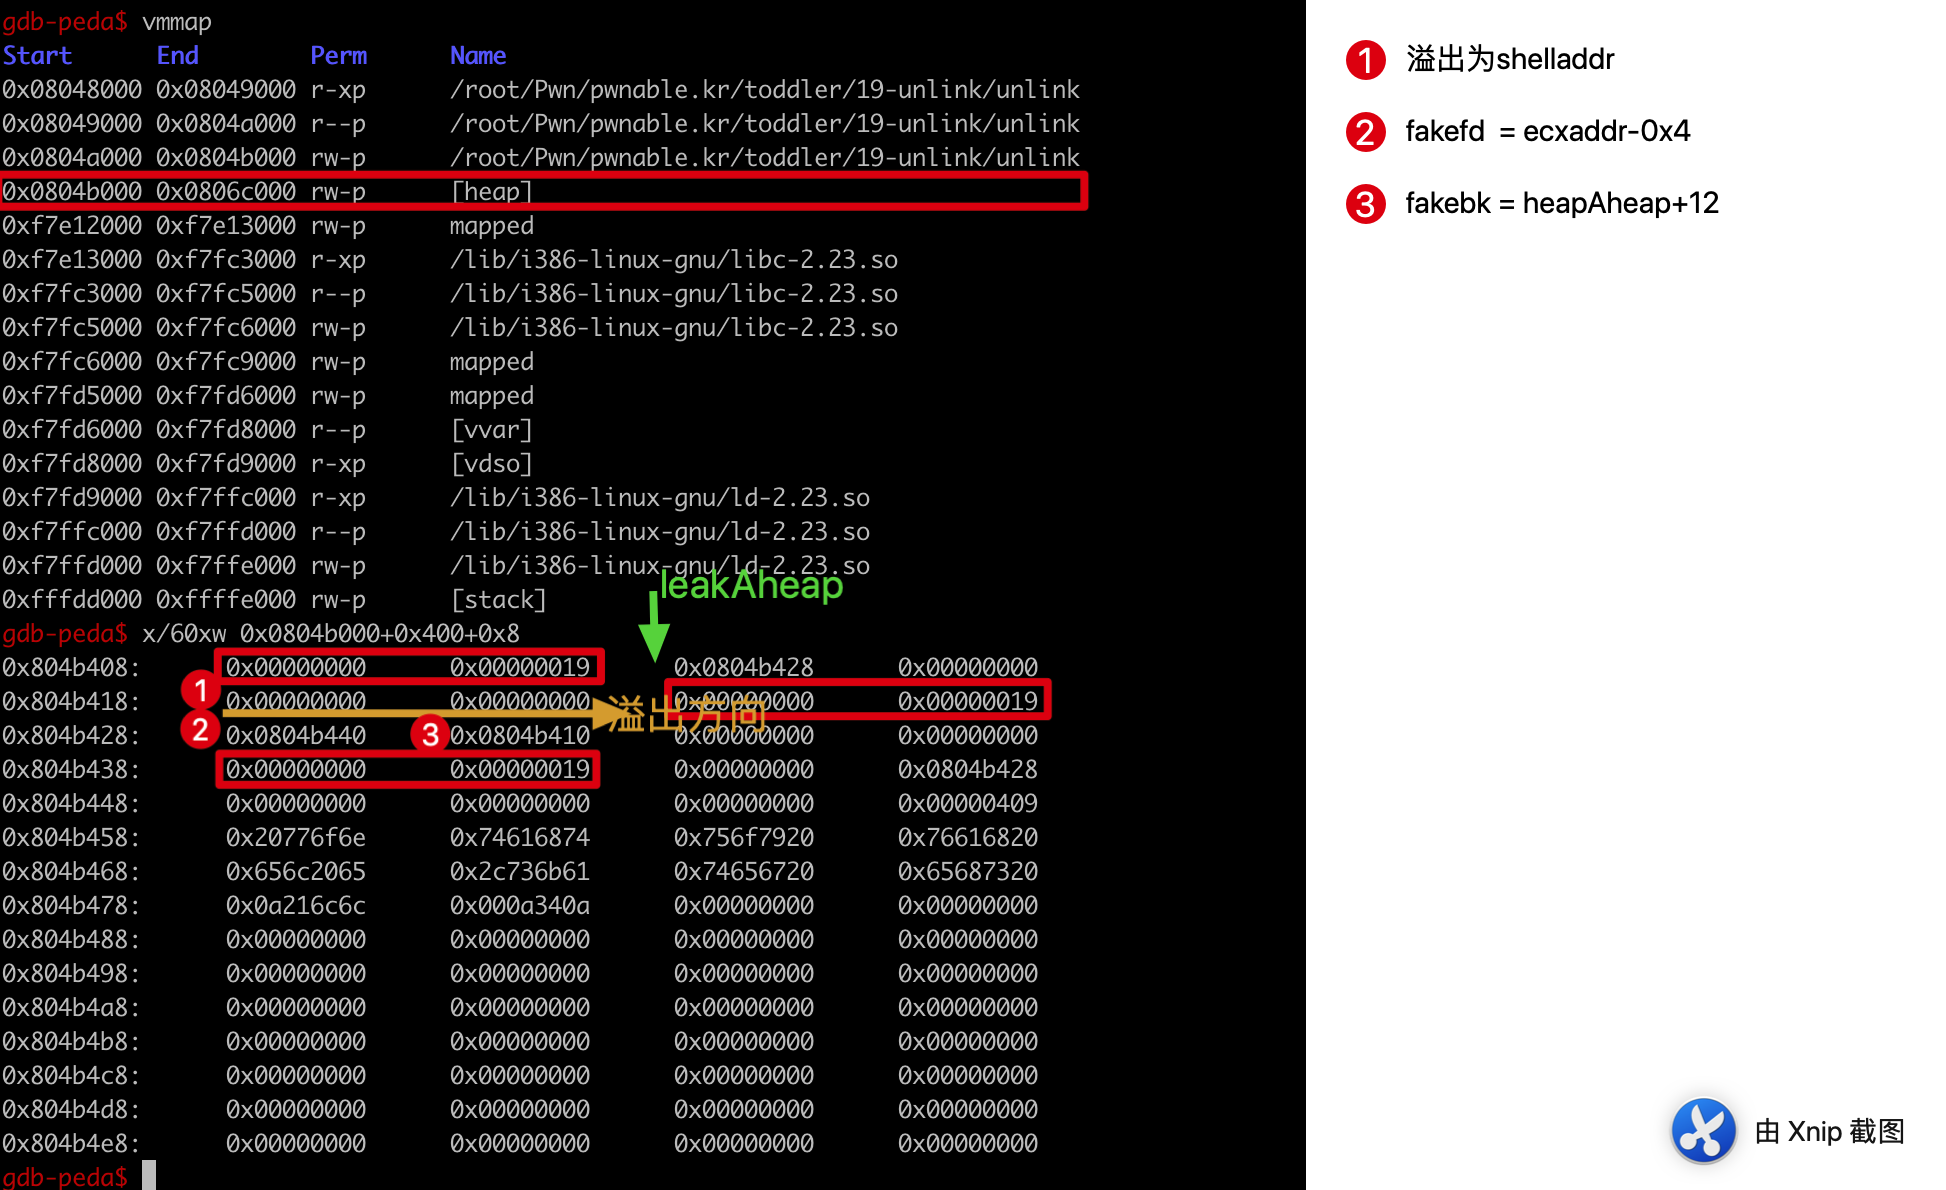 gdb-peda$ vmmap
Start End Perm Name
0x08048000 0x08049000 r-xp /root/Pwn/pwnable.kr/toddler/19-unlink/unlink
0x08049000 0x0804a000 r--p /root/Pwn/pwnable.kr/toddler/19-unlink/unlink
0x0804a000 0x0804b000 rw-p /root/Pwn/pwnable.kr/toddler/19-unlink/unlink
0x0804b000 0x0806c000 rw-p [heap]
0xf7e12000 0xf7e13000 rw-p mapped
0xf7e13000 0xf7fc3000 r-xp /lib/i386-linux-gnu/libc-2.23.so
0xf7fc3000 0xf7fc5000 r--p /lib/i386-linux-gnu/libc-2.23.so
0xf7fc5000 0xf7fc6000 rw-p /lib/i386-linux-gnu/libc-2.23.so
0xf7fc6000 0xf7fc9000 rw-p mapped
0xf7fd5000 0xf7fd6000 rw-p mapped
0xf7fd6000 0xf7fd8000 r--p [vvar]
0xf7fd8000 0xf7fd9000 r-xp [vdso]
0xf7fd9000 0xf7ffc000 r-xp /lib/i386-linux-gnu/ld-2.23.so
0xf7ffc000 0xf7ffd000 r--p /lib/i386-linux-gnu/ld-2.23.so
0xf7ffd000 0xf7ffe000 rw-p /lib/i386-linux-gnu/ld-2.23.so
leakAheap
0xfffdd000 0xffffe000 rw-p [stack]
gdb-peda$ x/60xw 0x0804b000+0x400+0x8
0x804b408: 0x00000000 0x00000019 0x0804b428 0x00000000
1
0x804b418: 0x00000000 0x00000000 0x00000000 0x00000019
溢出方向
2
3
0x804b428: 0x0804b440 0x0804b410 0x00000000 0x00000000
0x804b438: 0x00000000 0x00000019 0x00000000 0x0804b428
0x804b448: 0x00000000 0x00000000 0x00000000 0x00000409
0x804b458: 0x20776f6e 0x74616874 0x756f7920 0x76616820
0x804b468: 0x656c2065 0x2c736b61 0x74656720 0x65687320
0x804b478: 0x0a216c6c 0x000a340a 0x00000000 0x00000000
0x804b488: 0x00000000 0x00000000 0x00000000 0x00000000
0x804b498: 0x00000000 0x00000000 0x00000000 0x00000000
0x804b4a8: 0x00000000 0x00000000 0x00000000 0x00000000
0x804b4b8: 0x00000000 0x00000000 0x00000000 0x00000000
0x804b4c8: 0x00000000 0x00000000 0x00000000 0x00000000
0x804b4d8: 0x00000000 0x00000000 0x00000000 0x00000000
0x804b4e8: 0x00000000 0x00000000 0x00000000 0x00000000
gdb-peda$
1 溢出为shelladdr
2 fakefd = ecxaddr-0x4
3 fakebk = heapAheap+12
由 Xnip 截图